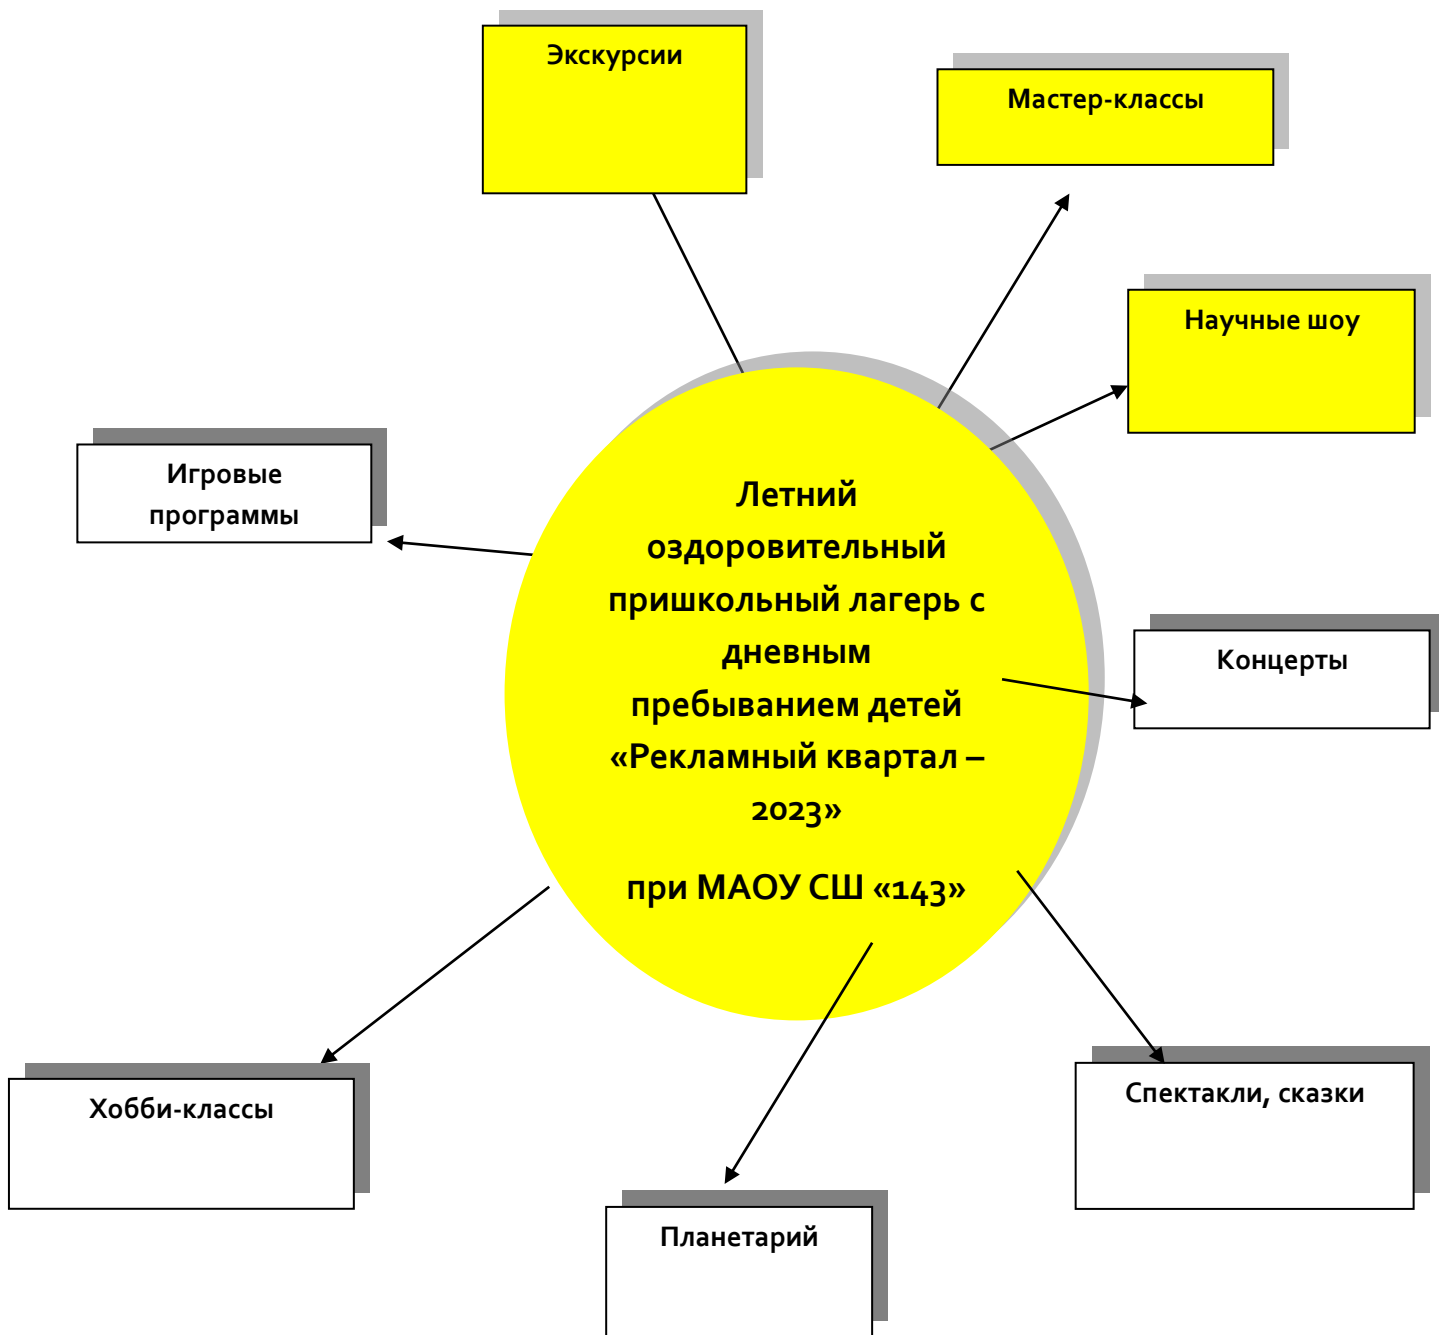 Экскурсии
Мастер-классы
Научные шоу
Игровые
программы
Летний
оздоровительный
пришкольный лагерь с
дневным
пребыванием детей
«Рекламный квартал –
2023»
при МАОУ СШ «143»
Концерты
Хобби-классы
Спектакли, сказки
Планетарий